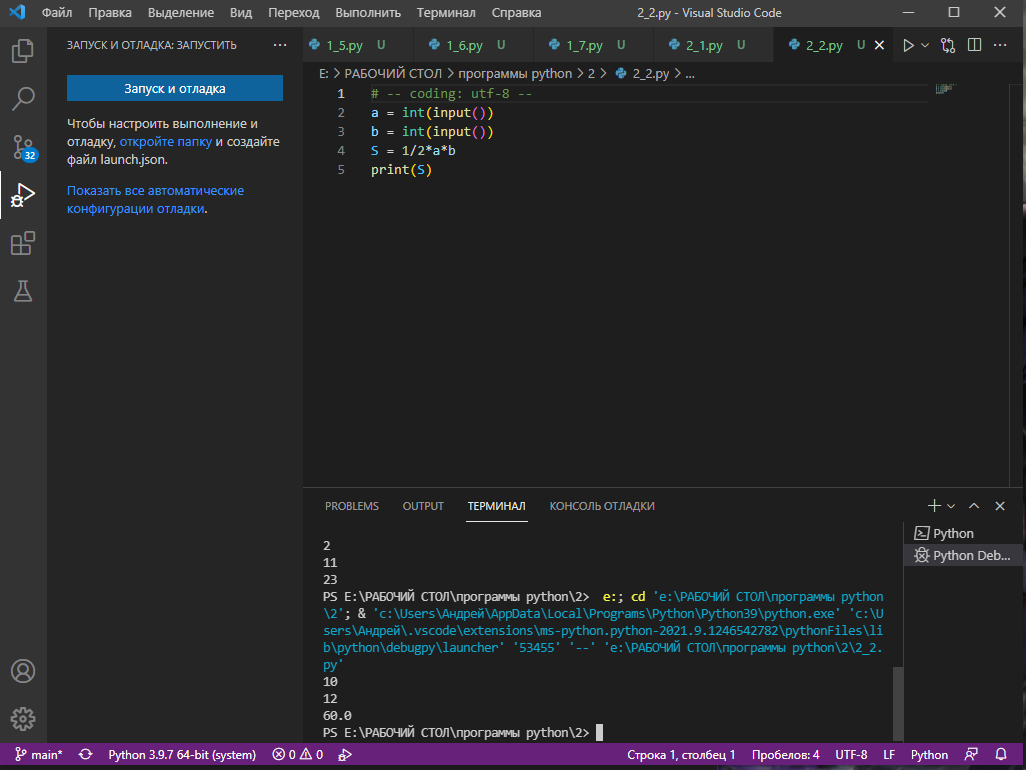 Файл Правка Выделение Вид Переход Выполнить Терминал Справка 2_2.py - Visual Studio Code
ЗАПУСК И ОТЛАДКА: ЗАПУСТИТЬ ...
1_5.py U 1_6.py U 1_7.py U 2_1.py U 2_2.py U
E: > РАБОЧИЙ СТОЛ > программы python > 2 > 2_2.py > ...
Запуск и отладка
Чтобы настроить выполнение и
отладку, откройте папку и создайте
файл launch.json.
Показать все автоматические
конфигурации отладки.
32
1 # -- coding: utf-8 --
2 a = int(input())
3 b = int(input())
4 S = 1/2*a*b
5 print(S)
PROBLEMS OUTPUT ТЕРМИНАЛ КОНСОЛЬ ОТЛАДКИ
Python
Python Deb...
2
11
23
PS E:\РАБОЧИЙ СТОЛ\программы python\2> e:; cd 'e:\РАБОЧИЙ СТОЛ\программы python
\2'; & 'c:\Users\Андрей\AppData\Local\Programs\Python\Python39\python.exe' 'c:\U
sers\Андрей\.vscode\extensions\ms-python.python-2021.9.1246542782\pythonFiles\li
b\python\debugpy\launcher' '53455' '--' 'e:\РАБОЧИЙ СТОЛ\программы python\2\2_2.
py'
10
12
60.0
PS E:\РАБОЧИЙ СТОЛ\программы python\2>
main* Python 3.9.7 64-bit (system) 0 0 Строка 1, столбец 1 Пробелов: 4 UTF-8 LF Python